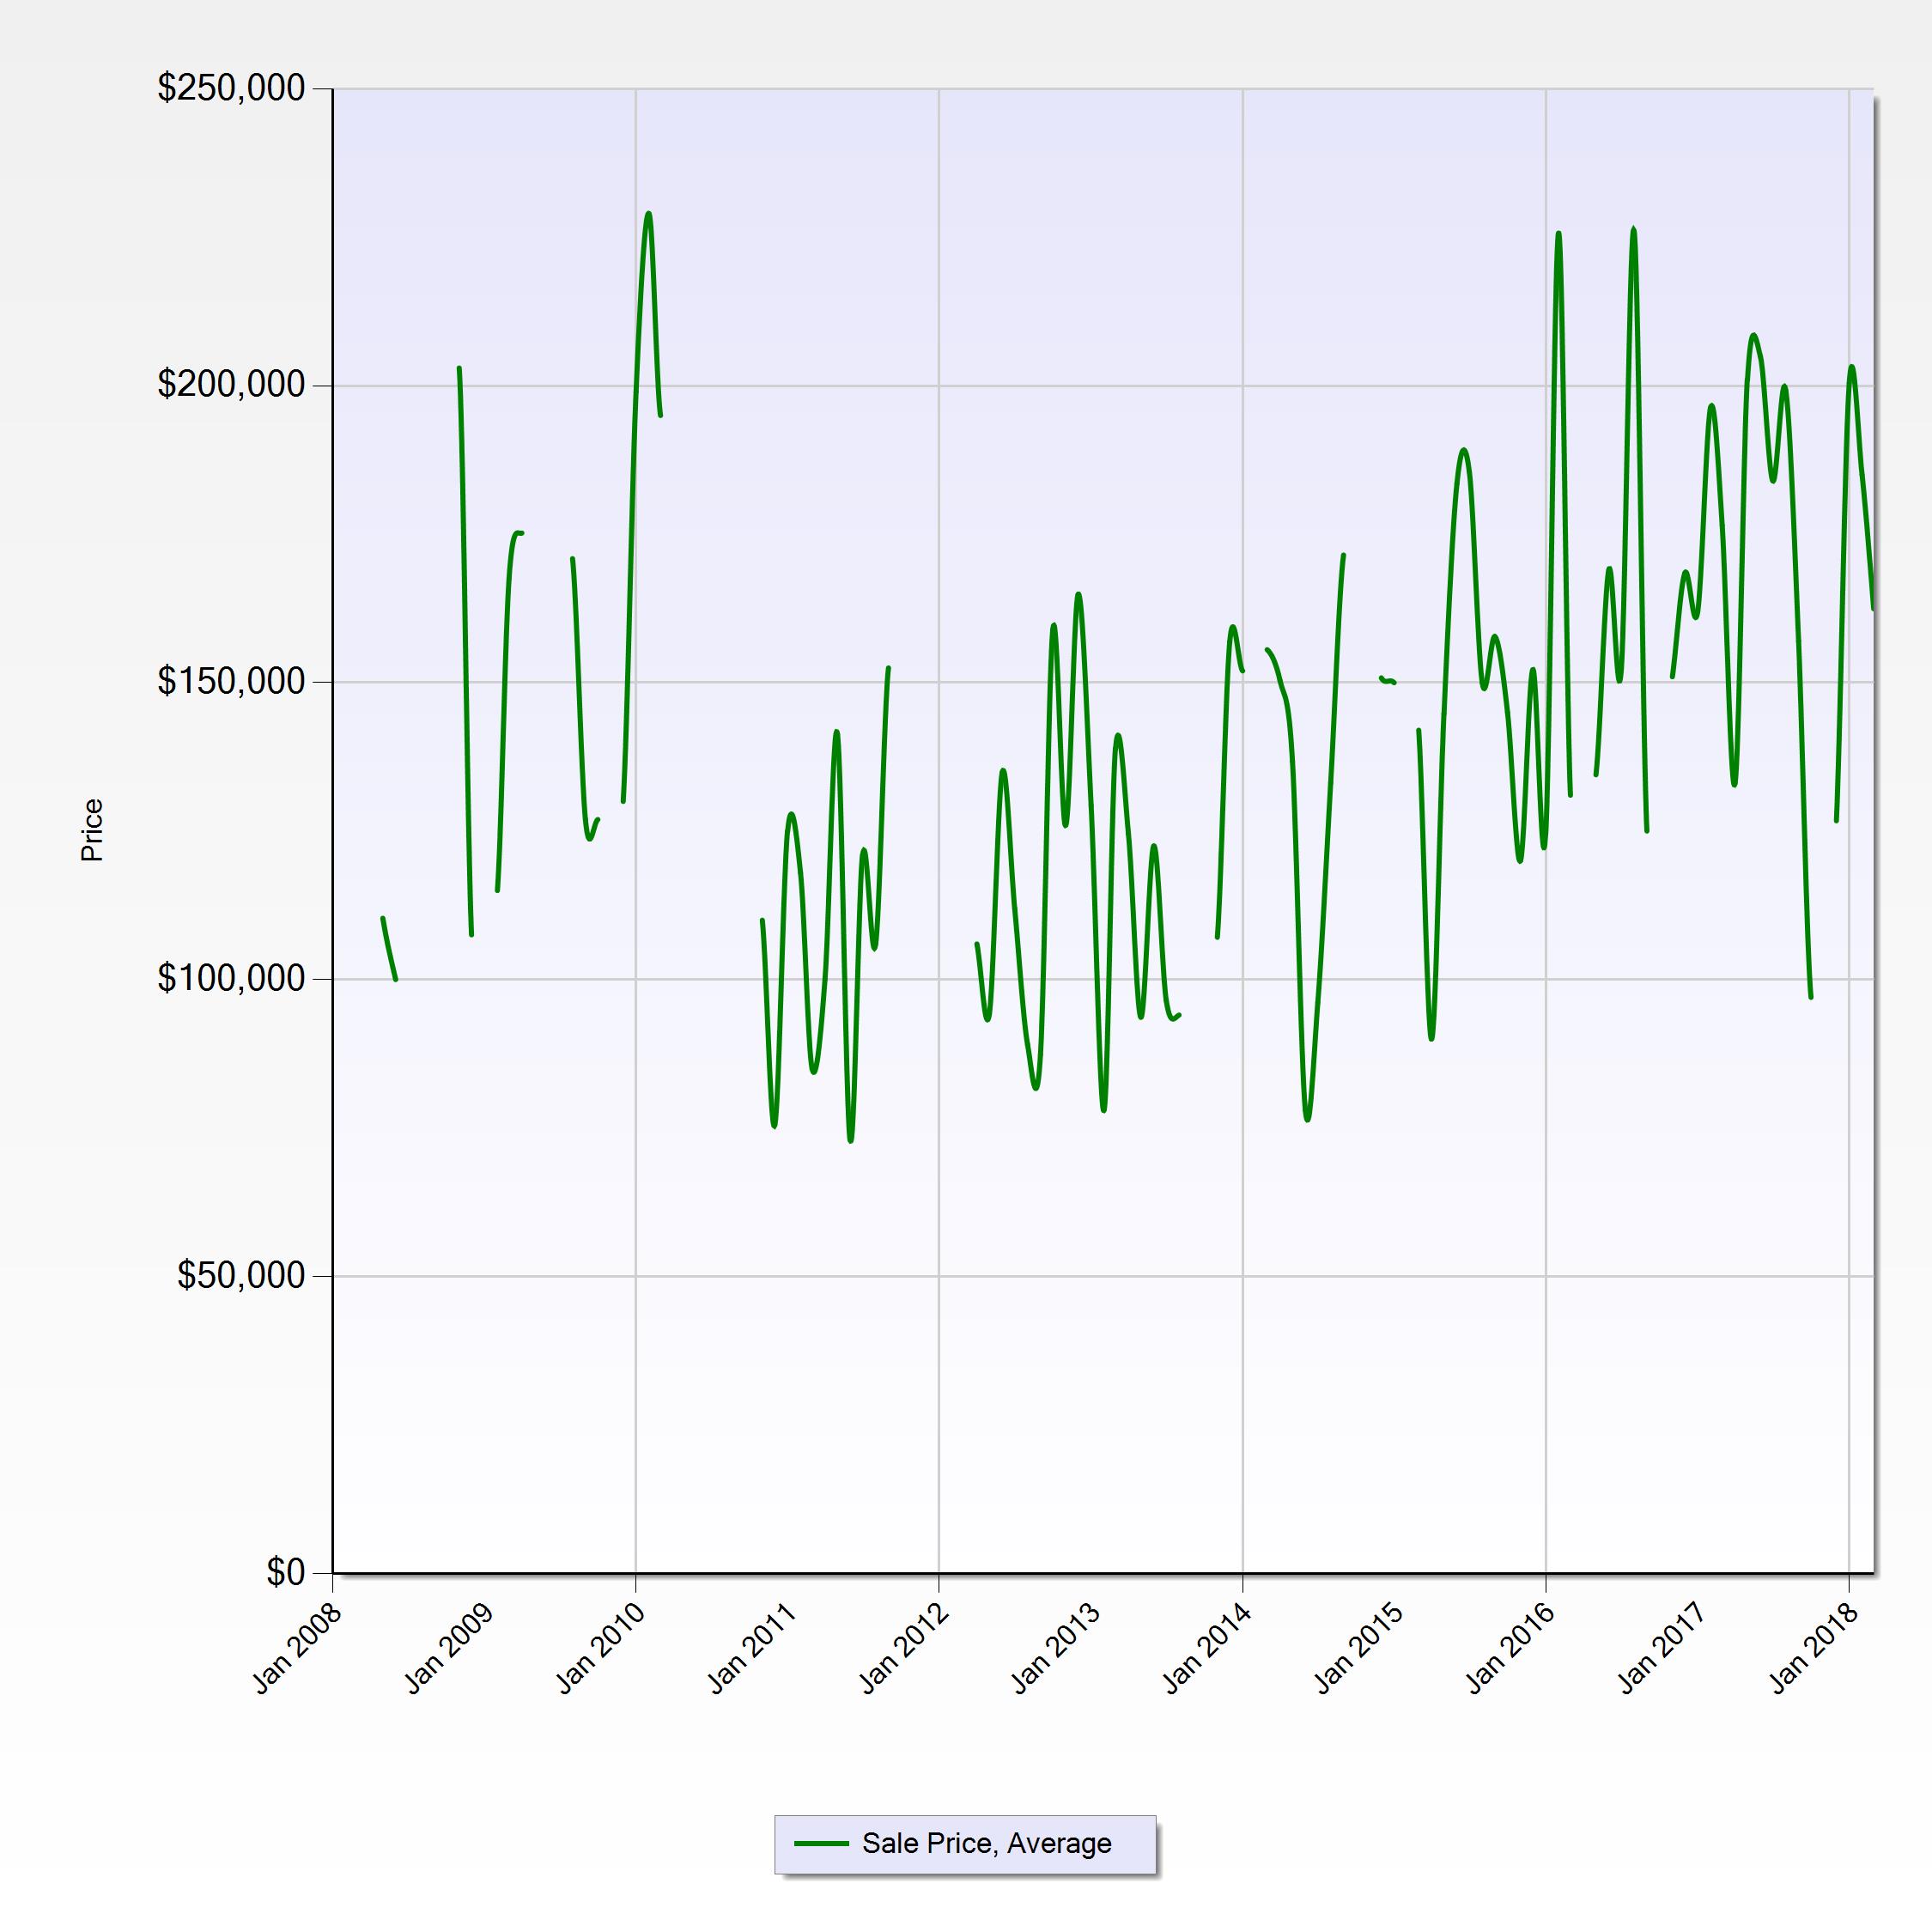 $250,000
$200,000
$150,000
$100,000
$50,000
$0
Price
Jan 2008
Jan 2009
Jan 2010
Jan 2011
Jan 2012
Jan 2013
Jan 2014
Jan 2015
Jan 2016
Jan 2017
Jan 2018
Sale Price, Average